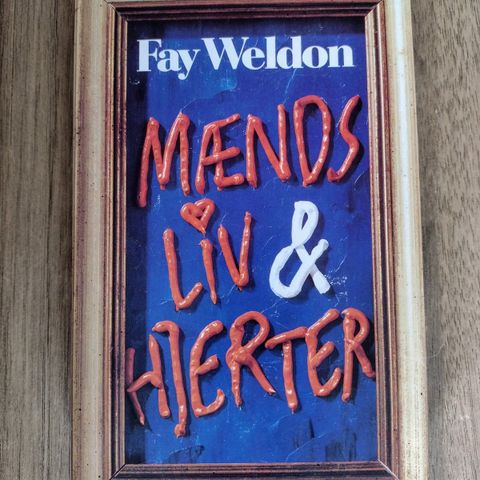 Fay Weldon
MÆNDS
LIV &
HJERTER